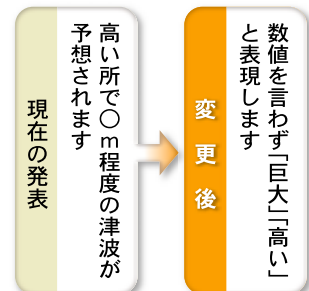 現在の発表
高い所で○m程度の津波が
予想されます
変更後
数値を言わず「巨大」「高い」
と表現します